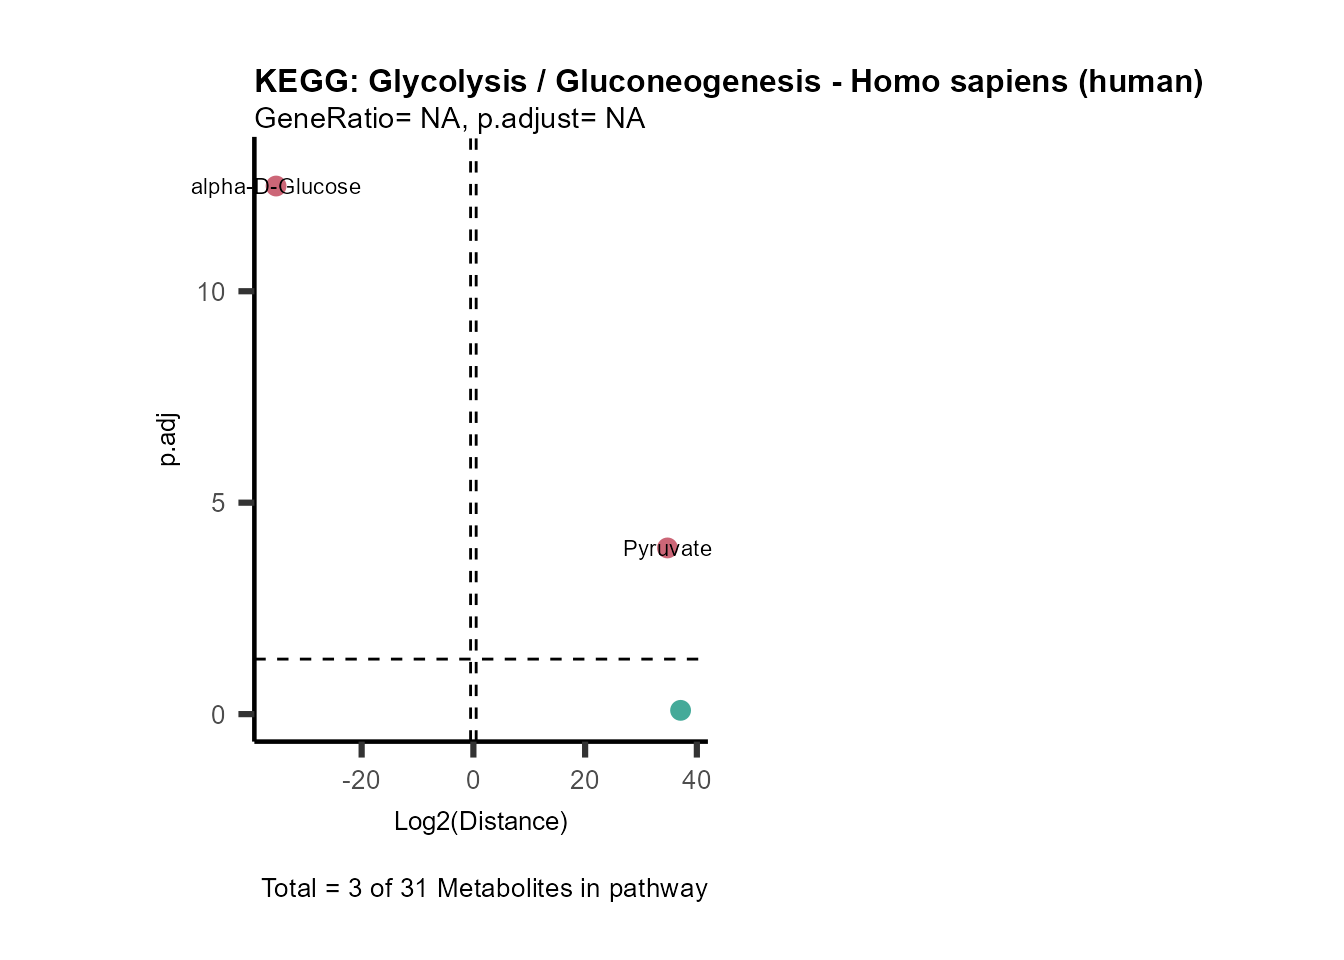 KEGG: Glycolysis / Gluconeogenesis - Homo sapiens (human)
GeneRatio= NA, p.adjust= NA
alpha-D-Glucose
10
p.adj
5
Pyruvate
0
-20 0 20 40
Log2(Distance)
Total = 3 of 31 Metabolites in pathway